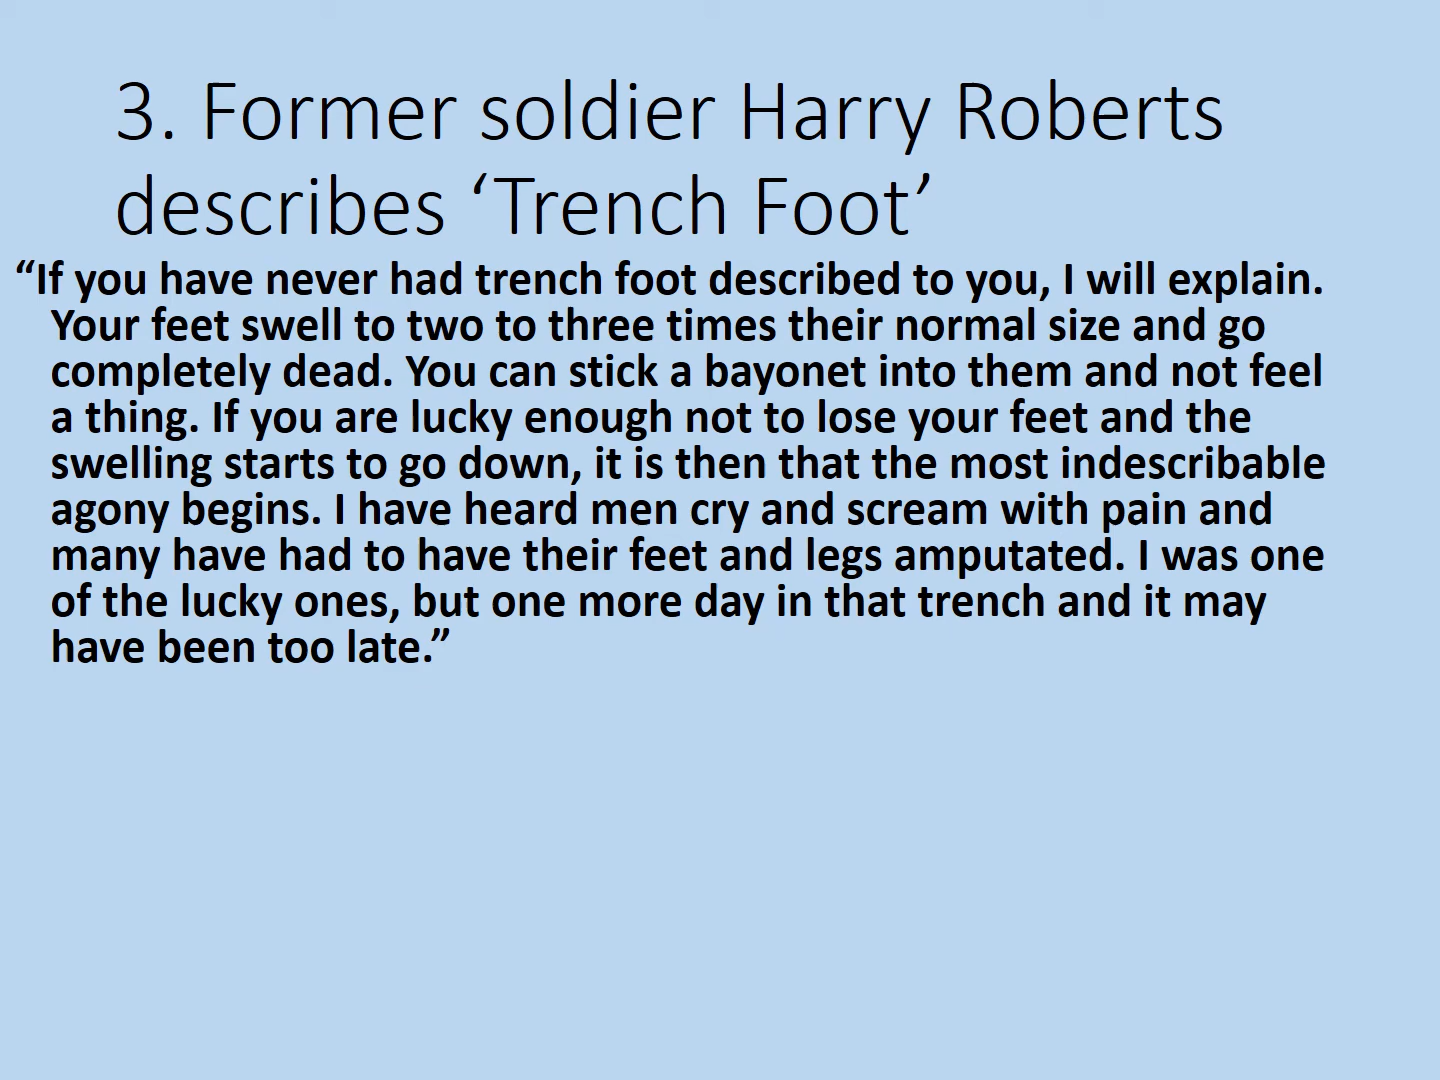 3. Former soldier Harry Roberts
describes ‘Trench Foot’
“If you have never had trench foot described to you, I will explain.
Your feet swell to two to three times their normal size and go
completely dead. You can stick a bayonet into them and not feel
a thing. If you are lucky enough not to lose your feet and the
swelling starts to go down, it is then that the most indescribable
agony begins. I have heard men cry and scream with pain and
many have had to have their feet and legs amputated. I was one
of the lucky ones, but one more day in that trench and it may
have been too late.”